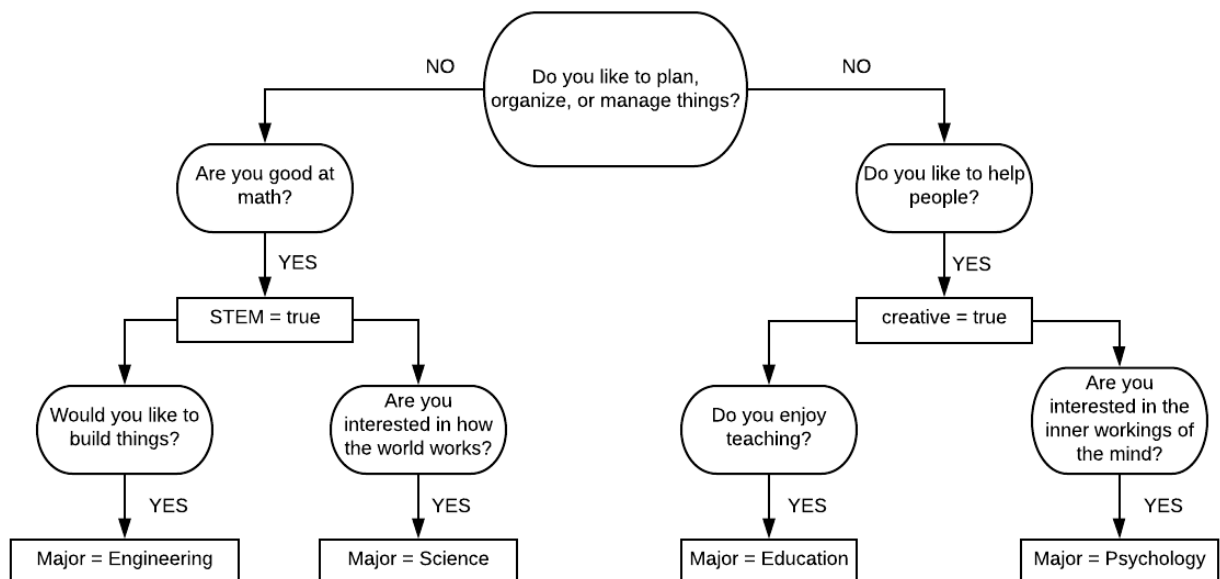 NO
Do you like to plan,
organize, or manage things?
NO
Are you good at
math?
Do you like to help
people?
YES
YES
STEM = true
creative = true
Would you like to
build things?
Are you
interested in how
the world works?
Do you enjoy
teaching?
Are you
interested in the
inner workings of
the mind?
YES
YES
YES
YES
Major = Engineering
Major = Science
Major = Education
Major = Psychology